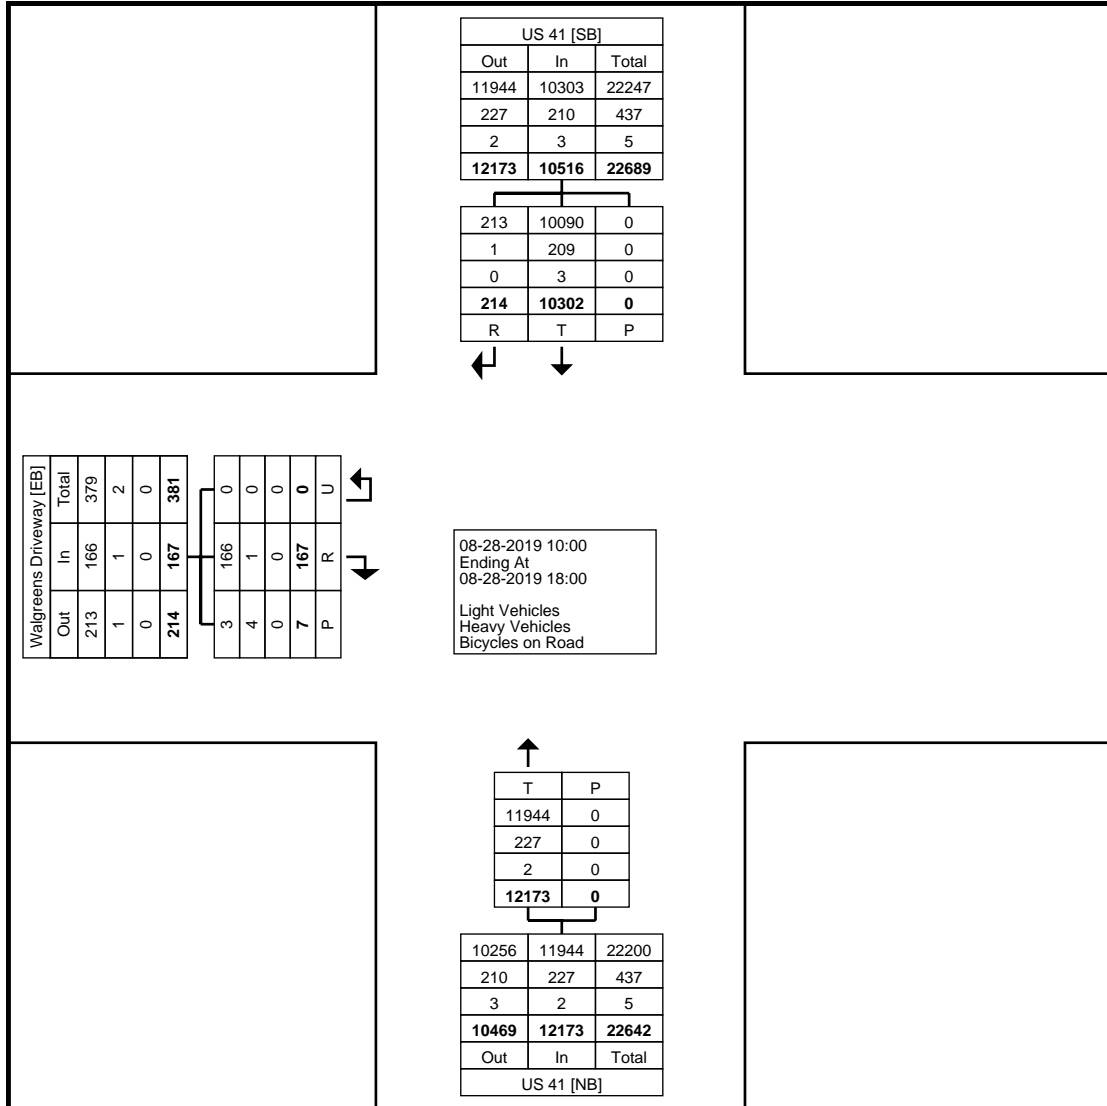 US 41 [SB]
Out In Total
11944 10303 22247
227 210 437
2 3 5
12173 10516 22689
213 10090 0
1 209 0
0 3 0
214 10302 0
R T P
Walgreens Driveway [EB]
Out In Total
213 166 379
1 1 2
0 0 0
214 167 381
3 166 0
4 1 0
0 0 0
7 167 0
P R U
08-28-2019 10:00
Ending At
08-28-2019 18:00
Light Vehicles
Heavy Vehicles
Bicycles on Road
T P
11944 0
227 0
2 0
12173 0
10256 11944 22200
210 227 437
3 2 5
10469 12173 22642
Out In Total
US 41 [NB]